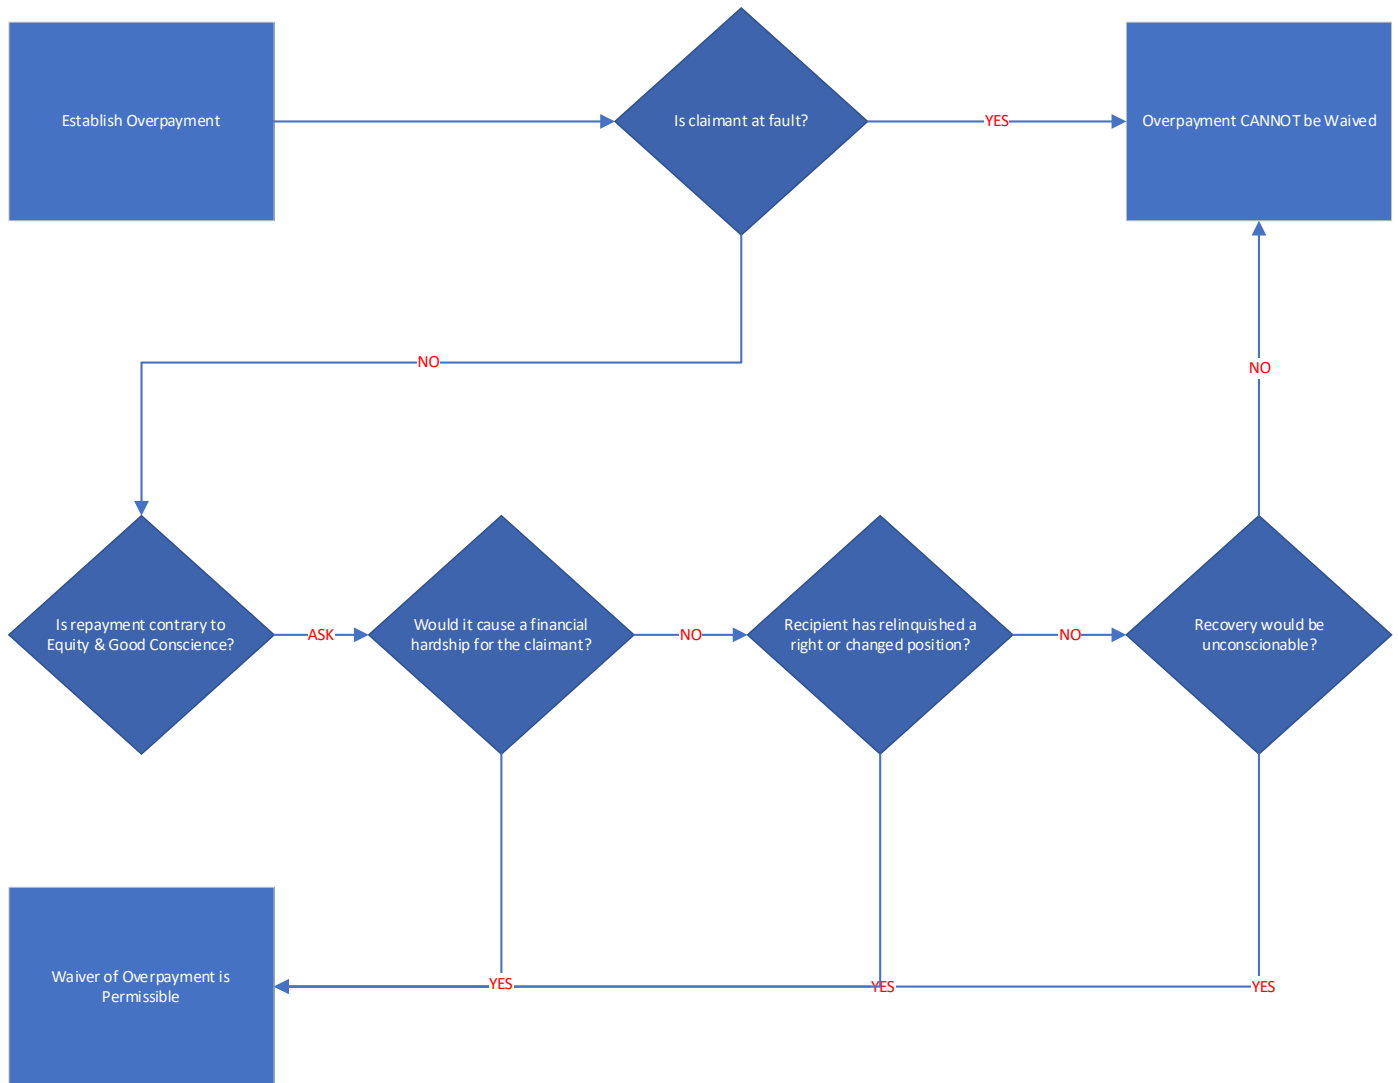 Establish Overpayment
Is claimant at fault?
YES
Overpayment CANNOT be Waived
NO
NO
Is repayment contrary to
Equity & Good Conscience?
ASK
Would it cause a financial
hardship for the claimant?
NO
Recipient has relinquished a
right or changed position?
NO
Recovery would be
unconscionable?
Waiver of Overpayment is
Permissible
YES
YES
YES